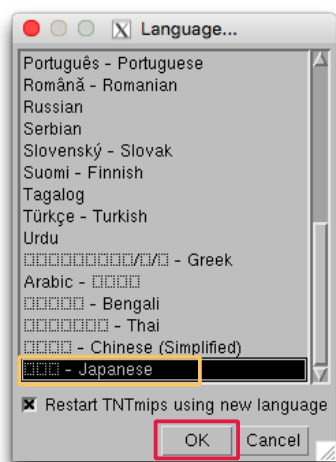 Language...
Português - Portuguese
Română - Romanian
Russian
Serbian
Slovenský - Slovak
Suomi - Finnish
Tagalog
Türkçe - Turkish
Urdu
□□□□□□□□□/□/□ - Greek
Arabic - □□□□
□□□□□ - Bengali
□□□□□□□ - Thai
□□□□ - Chinese (Simplified)
□□□ - Japanese
Restart TNTmips using new language
OK Cancel